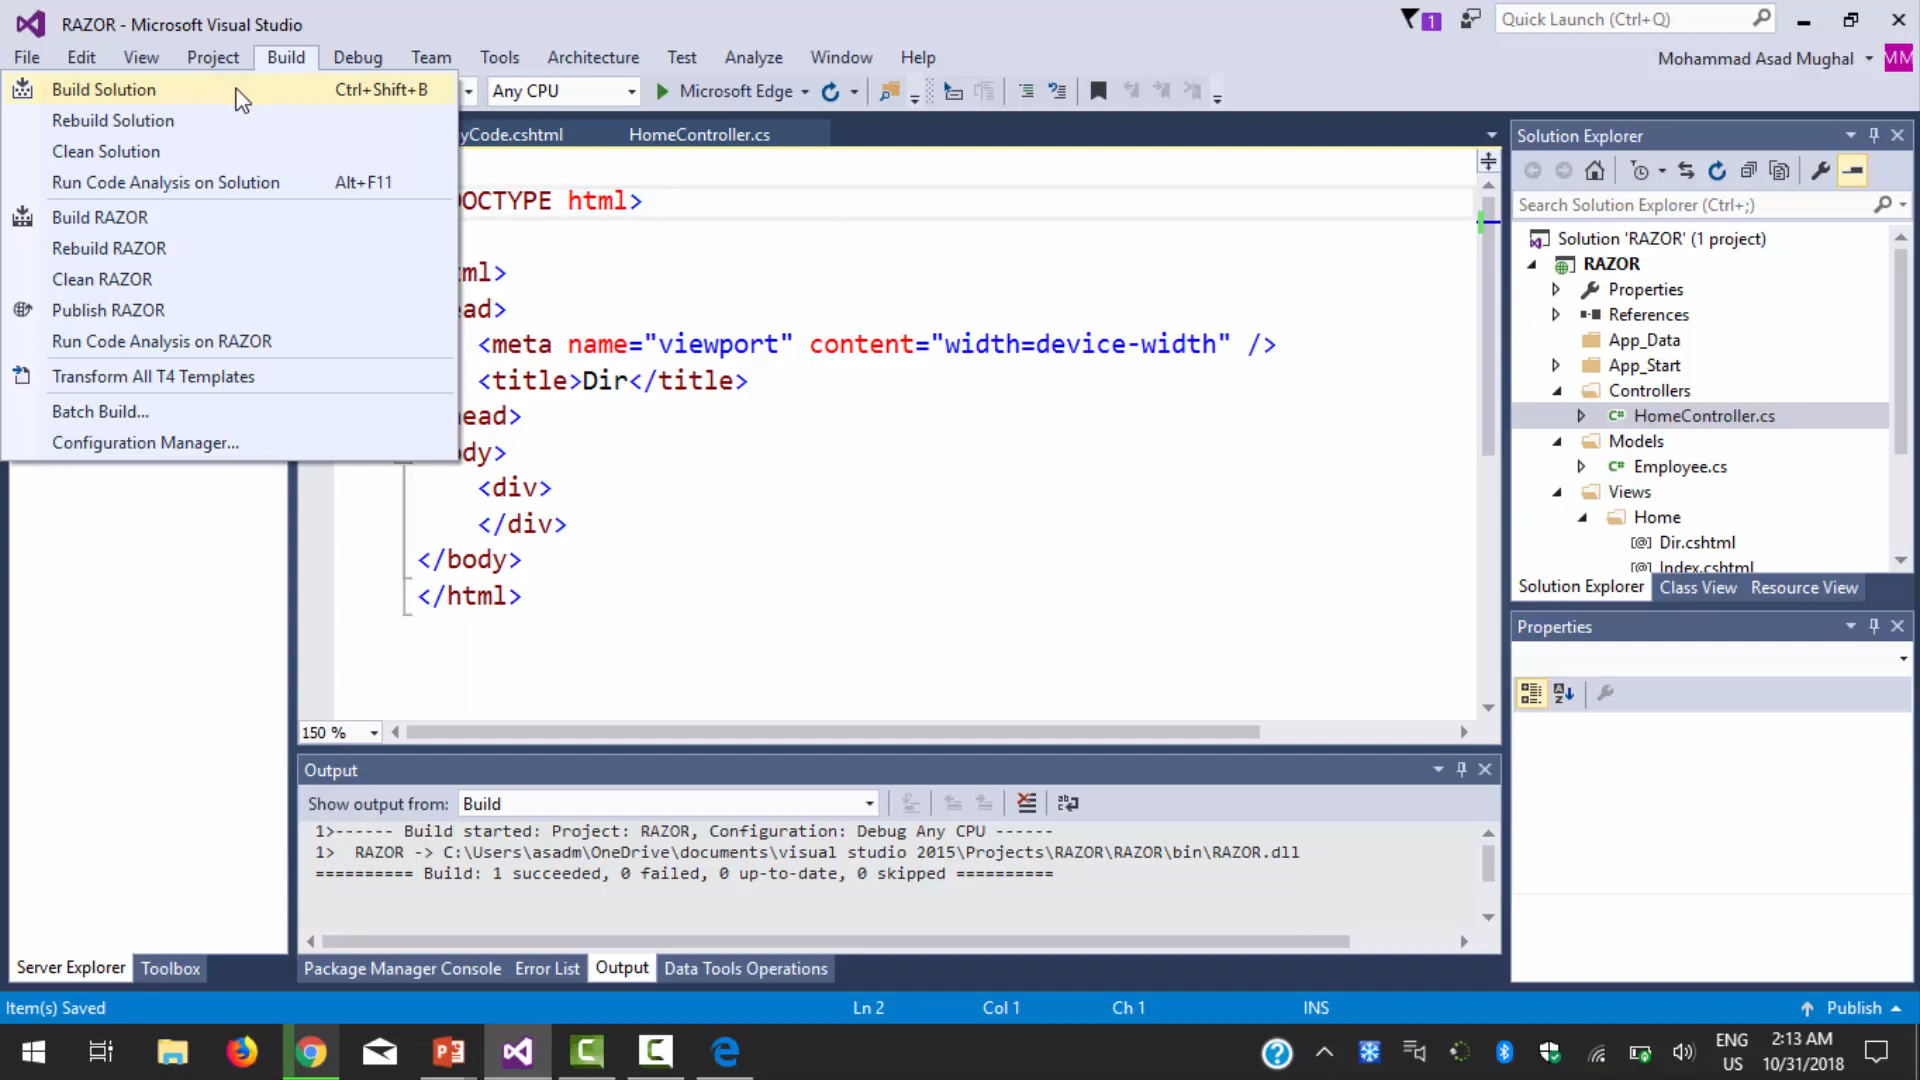 RAZOR - Microsoft Visual Studio
1
Quick Launch (Ctrl+Q)
File Edit View Project Build Debug Team Tools Architecture Test Analyze Window Help
Mohammad Asad Mughal MM
Build Solution Ctrl+Shift+B
Any CPU
Microsoft Edge
Rebuild Solution
Clean Solution
Run Code Analysis on Solution Alt+F11
Build RAZOR
Rebuild RAZOR
Clean RAZOR
Publish RAZOR
Run Code Analysis on RAZOR
Transform All T4 Templates
Batch Build...
Configuration Manager...
yCode.cshtml HomeController.cs
OCTYPE html>
ml>
ead>
<meta name="viewport" content="width=device-width" />
<title>Dir</title>
head>
ody>
<div>
</div>
</body>
</html>
150 %
Solution Explorer
Search Solution Explorer (Ctrl+;)
Solution 'RAZOR' (1 project)
RAZOR
Properties
References
App_Data
App_Start
Controllers
C# HomeController.cs
Models
C# Employee.cs
Views
Home
[@] Dir.cshtml
[@] Index.cshtml
Solution Explorer Class View Resource View
Properties
Output
Show output from: Build
1>------ Build started: Project: RAZOR, Configuration: Debug Any CPU ------
1>  RAZOR -> C:\Users\asadm\OneDrive\documents\visual studio 2015\Projects\RAZOR\RAZOR\bin\RAZOR.dll
========== Build: 1 succeeded, 0 failed, 0 up-to-date, 0 skipped ==========
Server Explorer Toolbox
Package Manager Console Error List Output Data Tools Operations
Item(s) Saved Ln 2 Col 1 Ch 1 INS Publish
ENG
US
2:13 AM
10/31/2018